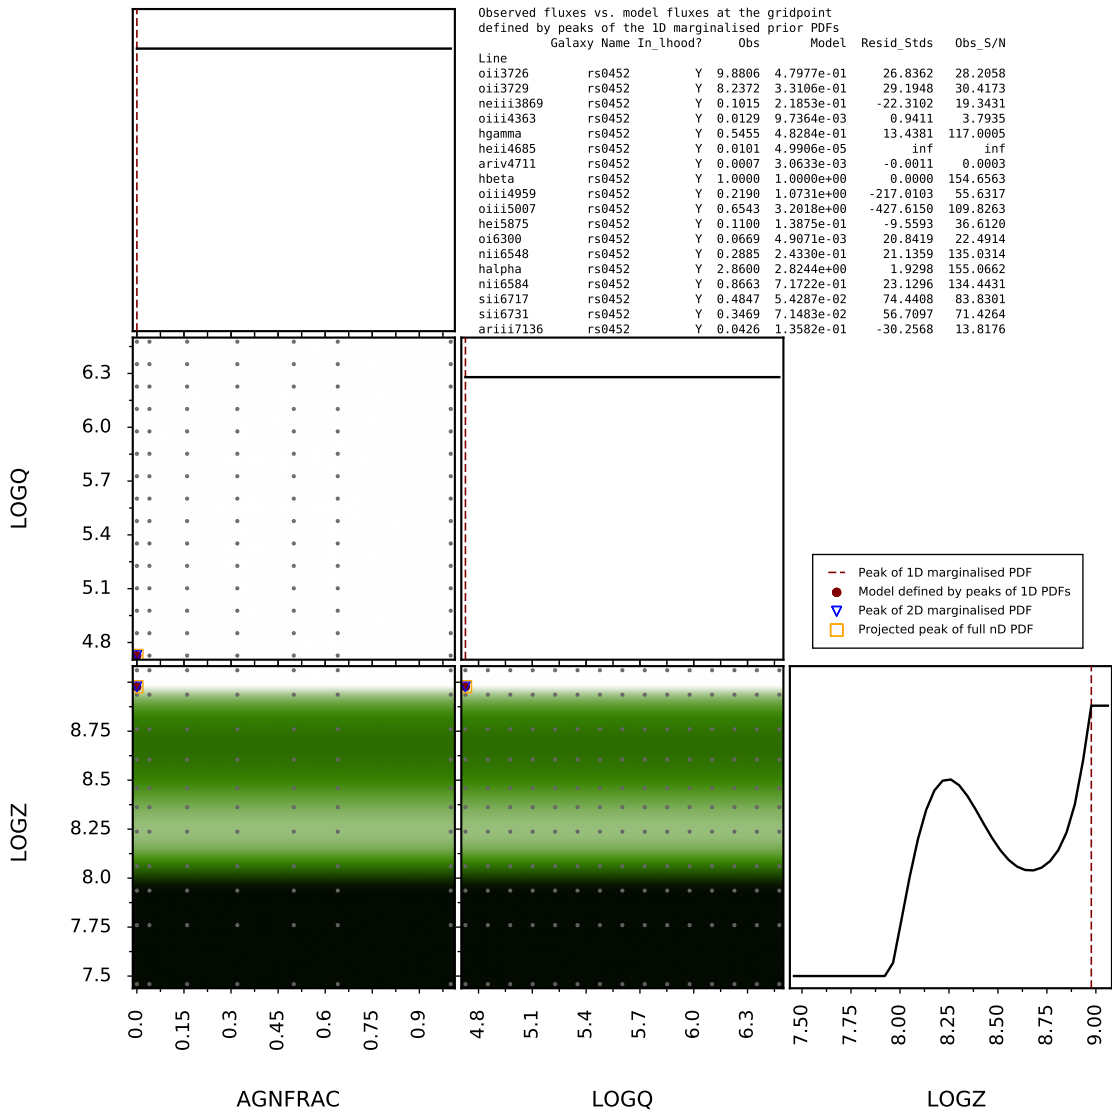 Observed fluxes vs. model fluxes at the gridpoint
defined by peaks of the 1D marginalised prior PDFs
Galaxy Name In_lhood? Obs Model Resid_Stds Obs_S/N
Line
oii3726 rs0452 Y 9.8806 4.7977e-01 26.8362 28.2058
oii3729 rs0452 Y 8.2372 3.3106e-01 29.1948 30.4173
neiii3869 rs0452 Y 0.1015 2.1853e-01 -22.3102 19.3431
oiii4363 rs0452 Y 0.0129 9.7364e-03 0.9411 3.7935
hgamma rs0452 Y 0.5455 4.8284e-01 13.4381 117.0005
heii4685 rs0452 Y 0.0101 4.9906e-05 inf inf
ariv4711 rs0452 Y 0.0007 3.0633e-03 -0.0011 0.0003
hbeta rs0452 Y 1.0000 1.0000e+00 0.0000 154.6563
oiii4959 rs0452 Y 0.2190 1.0731e+00 -217.0103 55.6317
oiii5007 rs0452 Y 0.6543 3.2018e+00 -427.6150 109.8263
hei5875 rs0452 Y 0.1100 1.3875e-01 -9.5593 36.6120
oi6300 rs0452 Y 0.0669 4.9071e-03 20.8419 22.4914
nii6548 rs0452 Y 0.2885 2.4330e-01 21.1359 135.0314
halpha rs0452 Y 2.8600 2.8244e+00 1.9298 155.0662
nii6584 rs0452 Y 0.8663 7.1722e-01 23.1296 134.4431
sii6717 rs0452 Y 0.4847 5.4287e-02 74.4408 83.8301
sii6731 rs0452 Y 0.3469 7.1483e-02 56.7097 71.4264
ariii7136 rs0452 Y 0.0426 1.3582e-01 -30.2568 13.8176
6.3
6.0
5.7
5.4
5.1
4.8
LOGQ
Peak of 1D marginalised PDF
Model defined by peaks of 1D PDFs
Peak of 2D marginalised PDF
Projected peak of full nD PDF
8.75
8.5
8.25
8.0
7.75
7.5
LOGZ
0.0 0.15 0.3 0.45 0.6 0.75 0.9
4.8 5.1 5.4 5.7 6.0 6.3
7.50 7.75 8.00 8.25 8.50 8.75 9.00
AGNFRAC LOGQ LOGZ